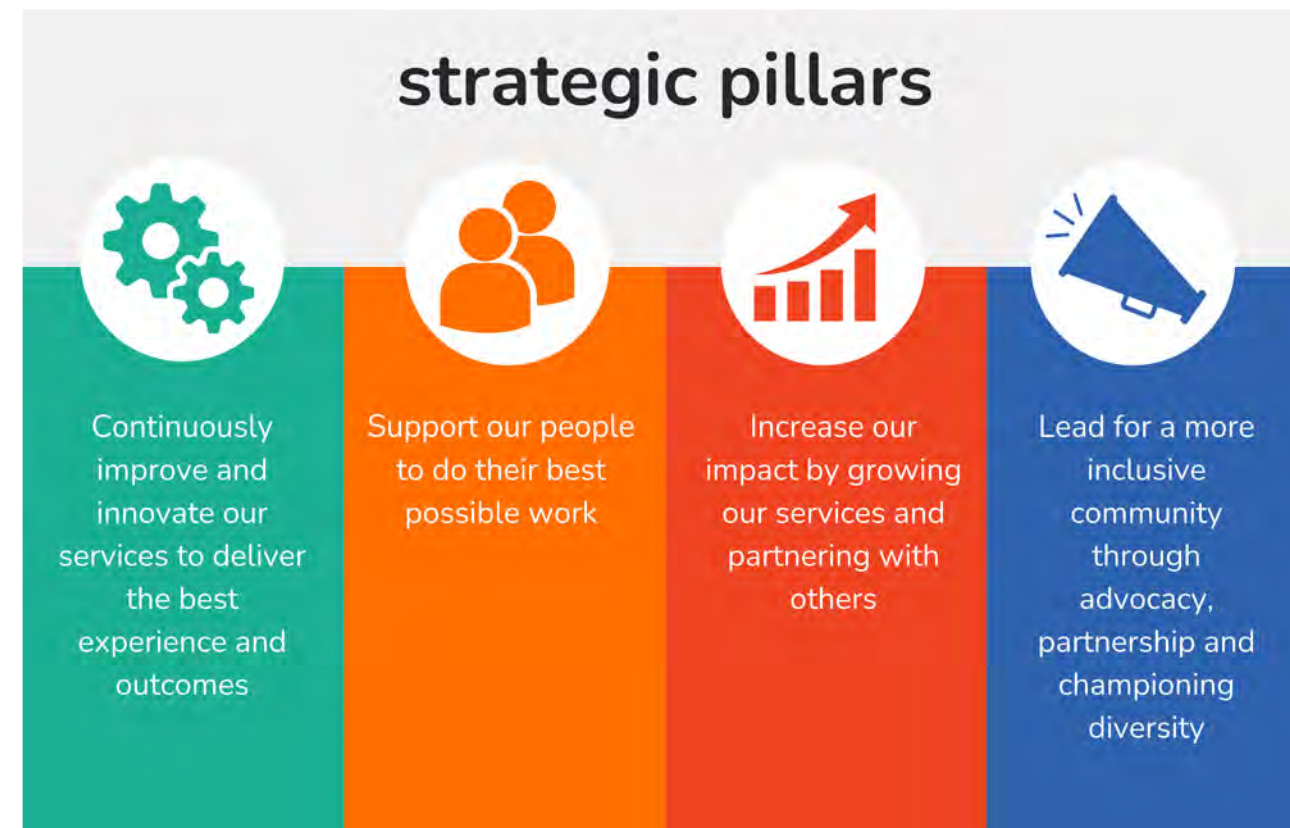 strategic pillars
Continuously
improve and
innovate our
services to deliver
the best
experience and
outcomes
Support our people
to do their best
possible work
Increase our
impact by growing
our services and
partnering with
others
Lead for a more
inclusive
community
through
advocacy,
partnership and
championing
diversity